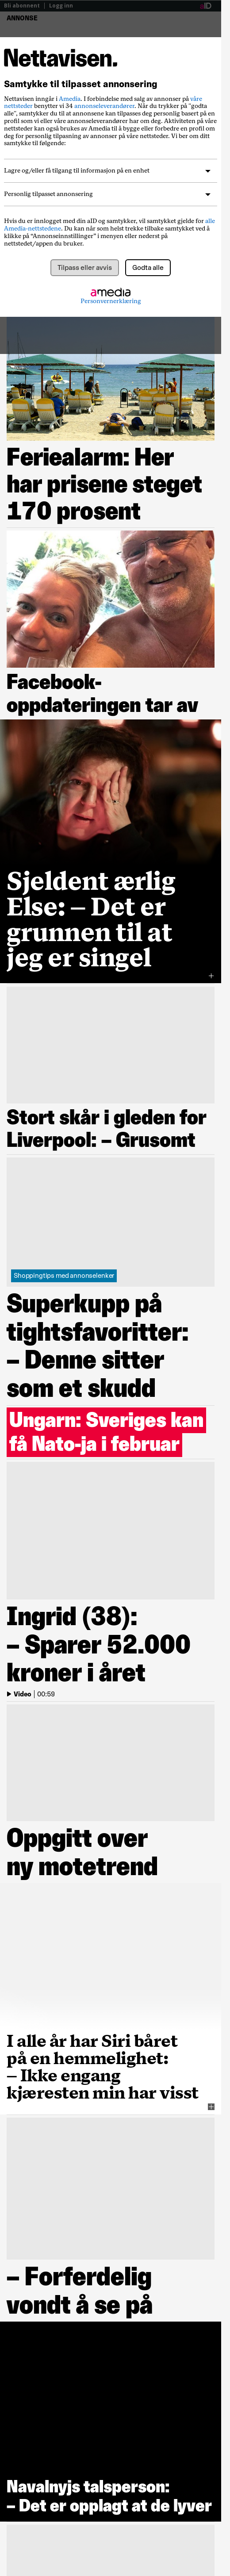 Bli abonnent | Logg inn
aID
ANNONSE
Nettavisen.
Samtykke til tilpasset annonsering
Nettavisen inngår i Amedia. I forbindelse med salg av annonser på våre
nettsteder benytter vi 34 annonseleverandører. Når du trykker på "godta
alle", samtykker du til at annonsene kan tilpasses deg personlig basert på en
profil som vi eller våre annonseleverandører har om deg. Aktiviteten din på våre
nettsteder kan også brukes av Amedia til å bygge eller forbedre en profil om
deg for personlig tilpasning av annonser på våre nettsteder. Vi ber om ditt
samtykke til følgende:
Lagre og/eller få tilgang til informasjon på en enhet
Personlig tilpasset annonsering
Hvis du er innlogget med din aID og samtykker, vil samtykket gjelde for alle
Amedia-nettstedene. Du kan når som helst trekke tilbake samtykket ved å
klikke på “Annonseinnstillinger” i menyen eller nederst på
nettstedet/appen du bruker.
Tilpass eller avvis
Godta alle
amedia
Personvernerklæring
Feriealarm: Her
har prisene steget
170 prosent
Facebook-
oppdateringen tar av
Sjeldent ærlig
Else: – Det er
grunnen til at
jeg er singel
Stort skår i gleden for
Liverpool: – Grusomt
Shoppingtips med annonselenker
Superkupp på
tightsfavoritter:
– Denne sitter
som et skudd
Ungarn: Sveriges kan
få Nato-ja i februar
Ingrid (38):
– Sparer 52.000
kroner i året
Video | 00:59
Oppgitt over
ny motetrend
I alle år har Siri båret
på en hemmelighet:
– Ikke engang
kjæresten min har visst
– Forferdelig
vondt å se på
Navalnyjs talsperson:
– Det er opplagt at de lyver